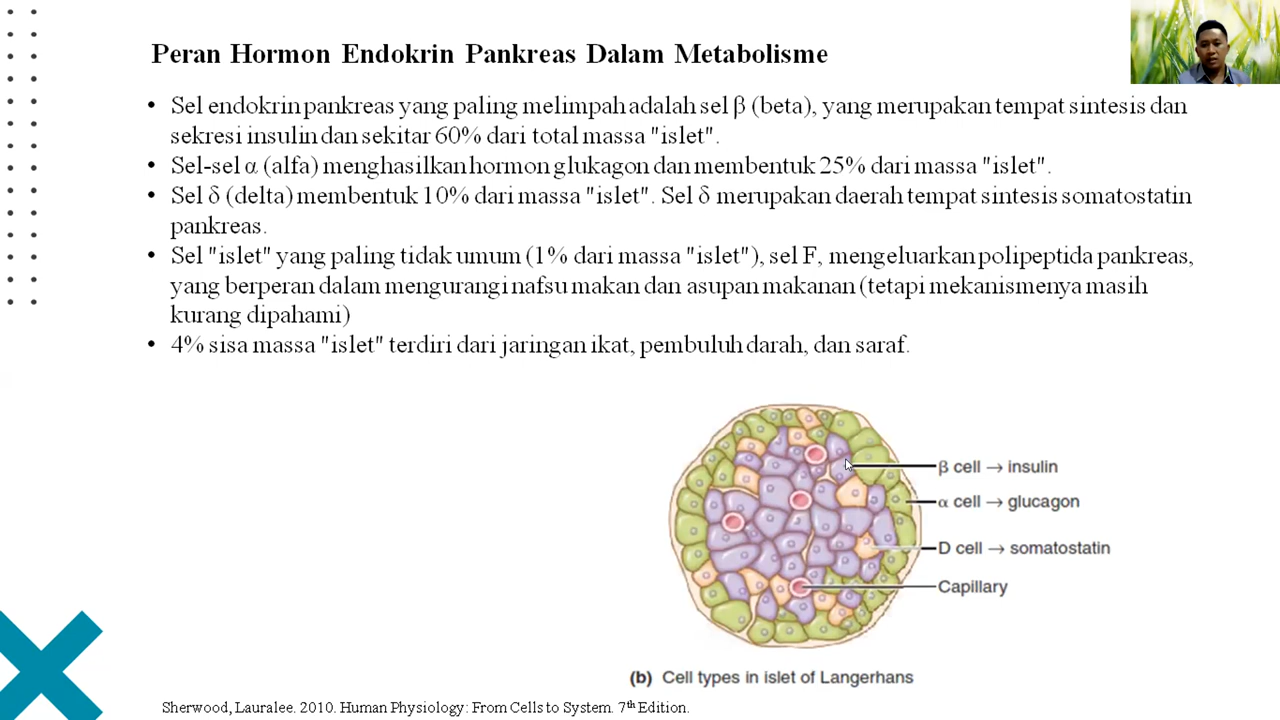 Peran Hormon Endokrin Pankreas Dalam Metabolisme
• Sel endokrin pankreas yang paling melimpah adalah sel β (beta), yang merupakan tempat sintesis dan
sekresi insulin dan sekitar 60% dari total massa "islet".
• Sel-sel α (alfa) menghasilkan hormon glukagon dan membentuk 25% dari massa "islet".
• Sel δ (delta) membentuk 10% dari massa "islet". Sel δ merupakan daerah tempat sintesis somatostatin
pankreas.
• Sel "islet" yang paling tidak umum (1% dari massa "islet"), sel F, mengeluarkan polipeptida pankreas,
yang berperan dalam mengurangi nafsu makan dan asupan makanan (tetapi mekanismenya masih
kurang dipahami)
• 4% sisa massa "islet" terdiri dari jaringan ikat, pembuluh darah, dan saraf.
β cell → insulin
α cell → glucagon
D cell → somatostatin
Capillary
(b) Cell types in islet of Langerhans
Sherwood, Lauralee. 2010. Human Physiology: From Cells to System. 7th Edition.